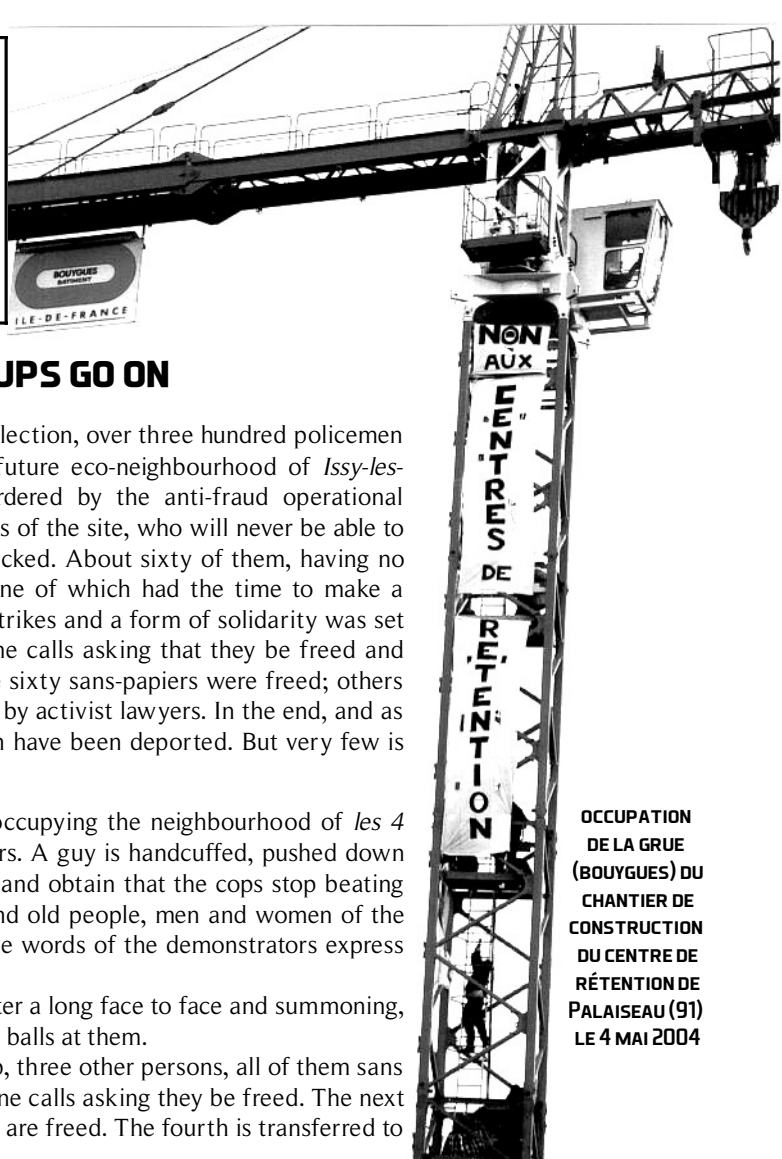 BOUYGUES
BATIMENT
ILE-DE-FRANCE
NON
AUX
CENTRES
DE
RETENTION
UPS GO ON
lection, over three hundred policemen
future eco-neighbourhood of Issy-les-
rdered by the anti-fraud operational
s of the site, who will never be able to
cked. About sixty of them, having no
ne of which had the time to make a
trikes and a form of solidarity was set
ne calls asking that they be freed and
e sixty sans-papiers were freed; others
by activist lawyers. In the end, and as
n have been deported. But very few is
occupying the neighbourhood of les 4
rs. A guy is handcuffed, pushed down
and obtain that the cops stop beating
nd old people, men and women of the
e words of the demonstrators express
ter a long face to face and summoning,
balls at them.
o, three other persons, all of them sans
ne calls asking they be freed. The next
are freed. The fourth is transferred to
OCCUPATION
DE LA GRUE
(BOUYGUES) DU
CHANTIER DE
CONSTRUCTION
DU CENTRE DE
RÉTENTION DE
PALAISEAU (91)
LE 4 MAI 2004